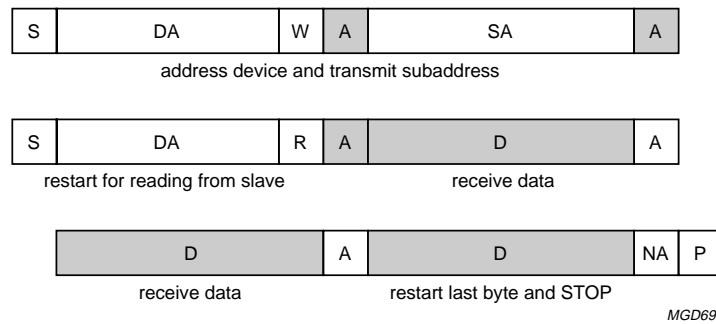 S DA W A SA A
address device and transmit subaddress
S DA R A D A
restart for reading from slave receive data
D A D NA P
receive data restart last byte and STOP
MGD69